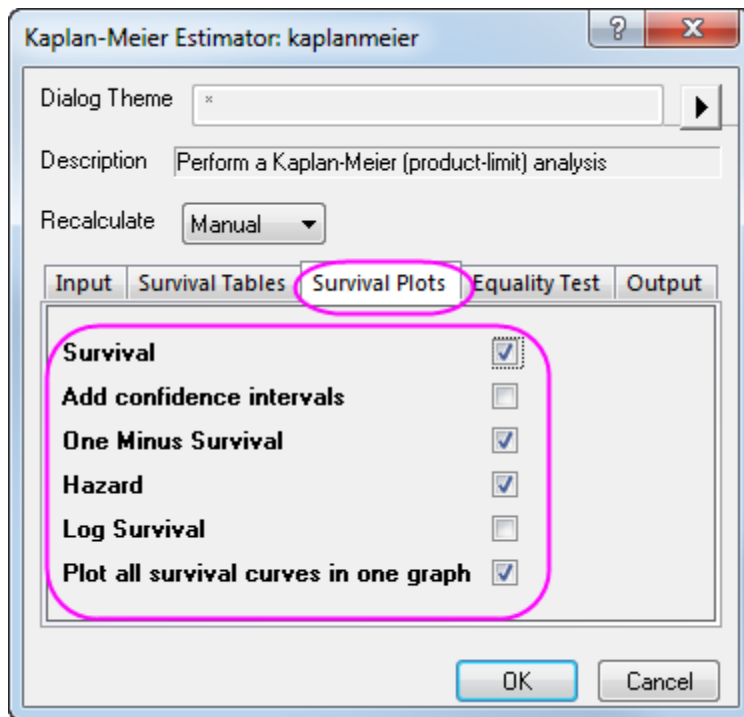 Kaplan-Meier Estimator: kaplanmeier
Dialog Theme *
Description Perform a Kaplan-Meier (product-limit) analysis
Recalculate Manual
Input Survival Tables Survival Plots Equality Test Output
Survival
Add confidence intervals
One Minus Survival
Hazard
Log Survival
Plot all survival curves in one graph
OK Cancel